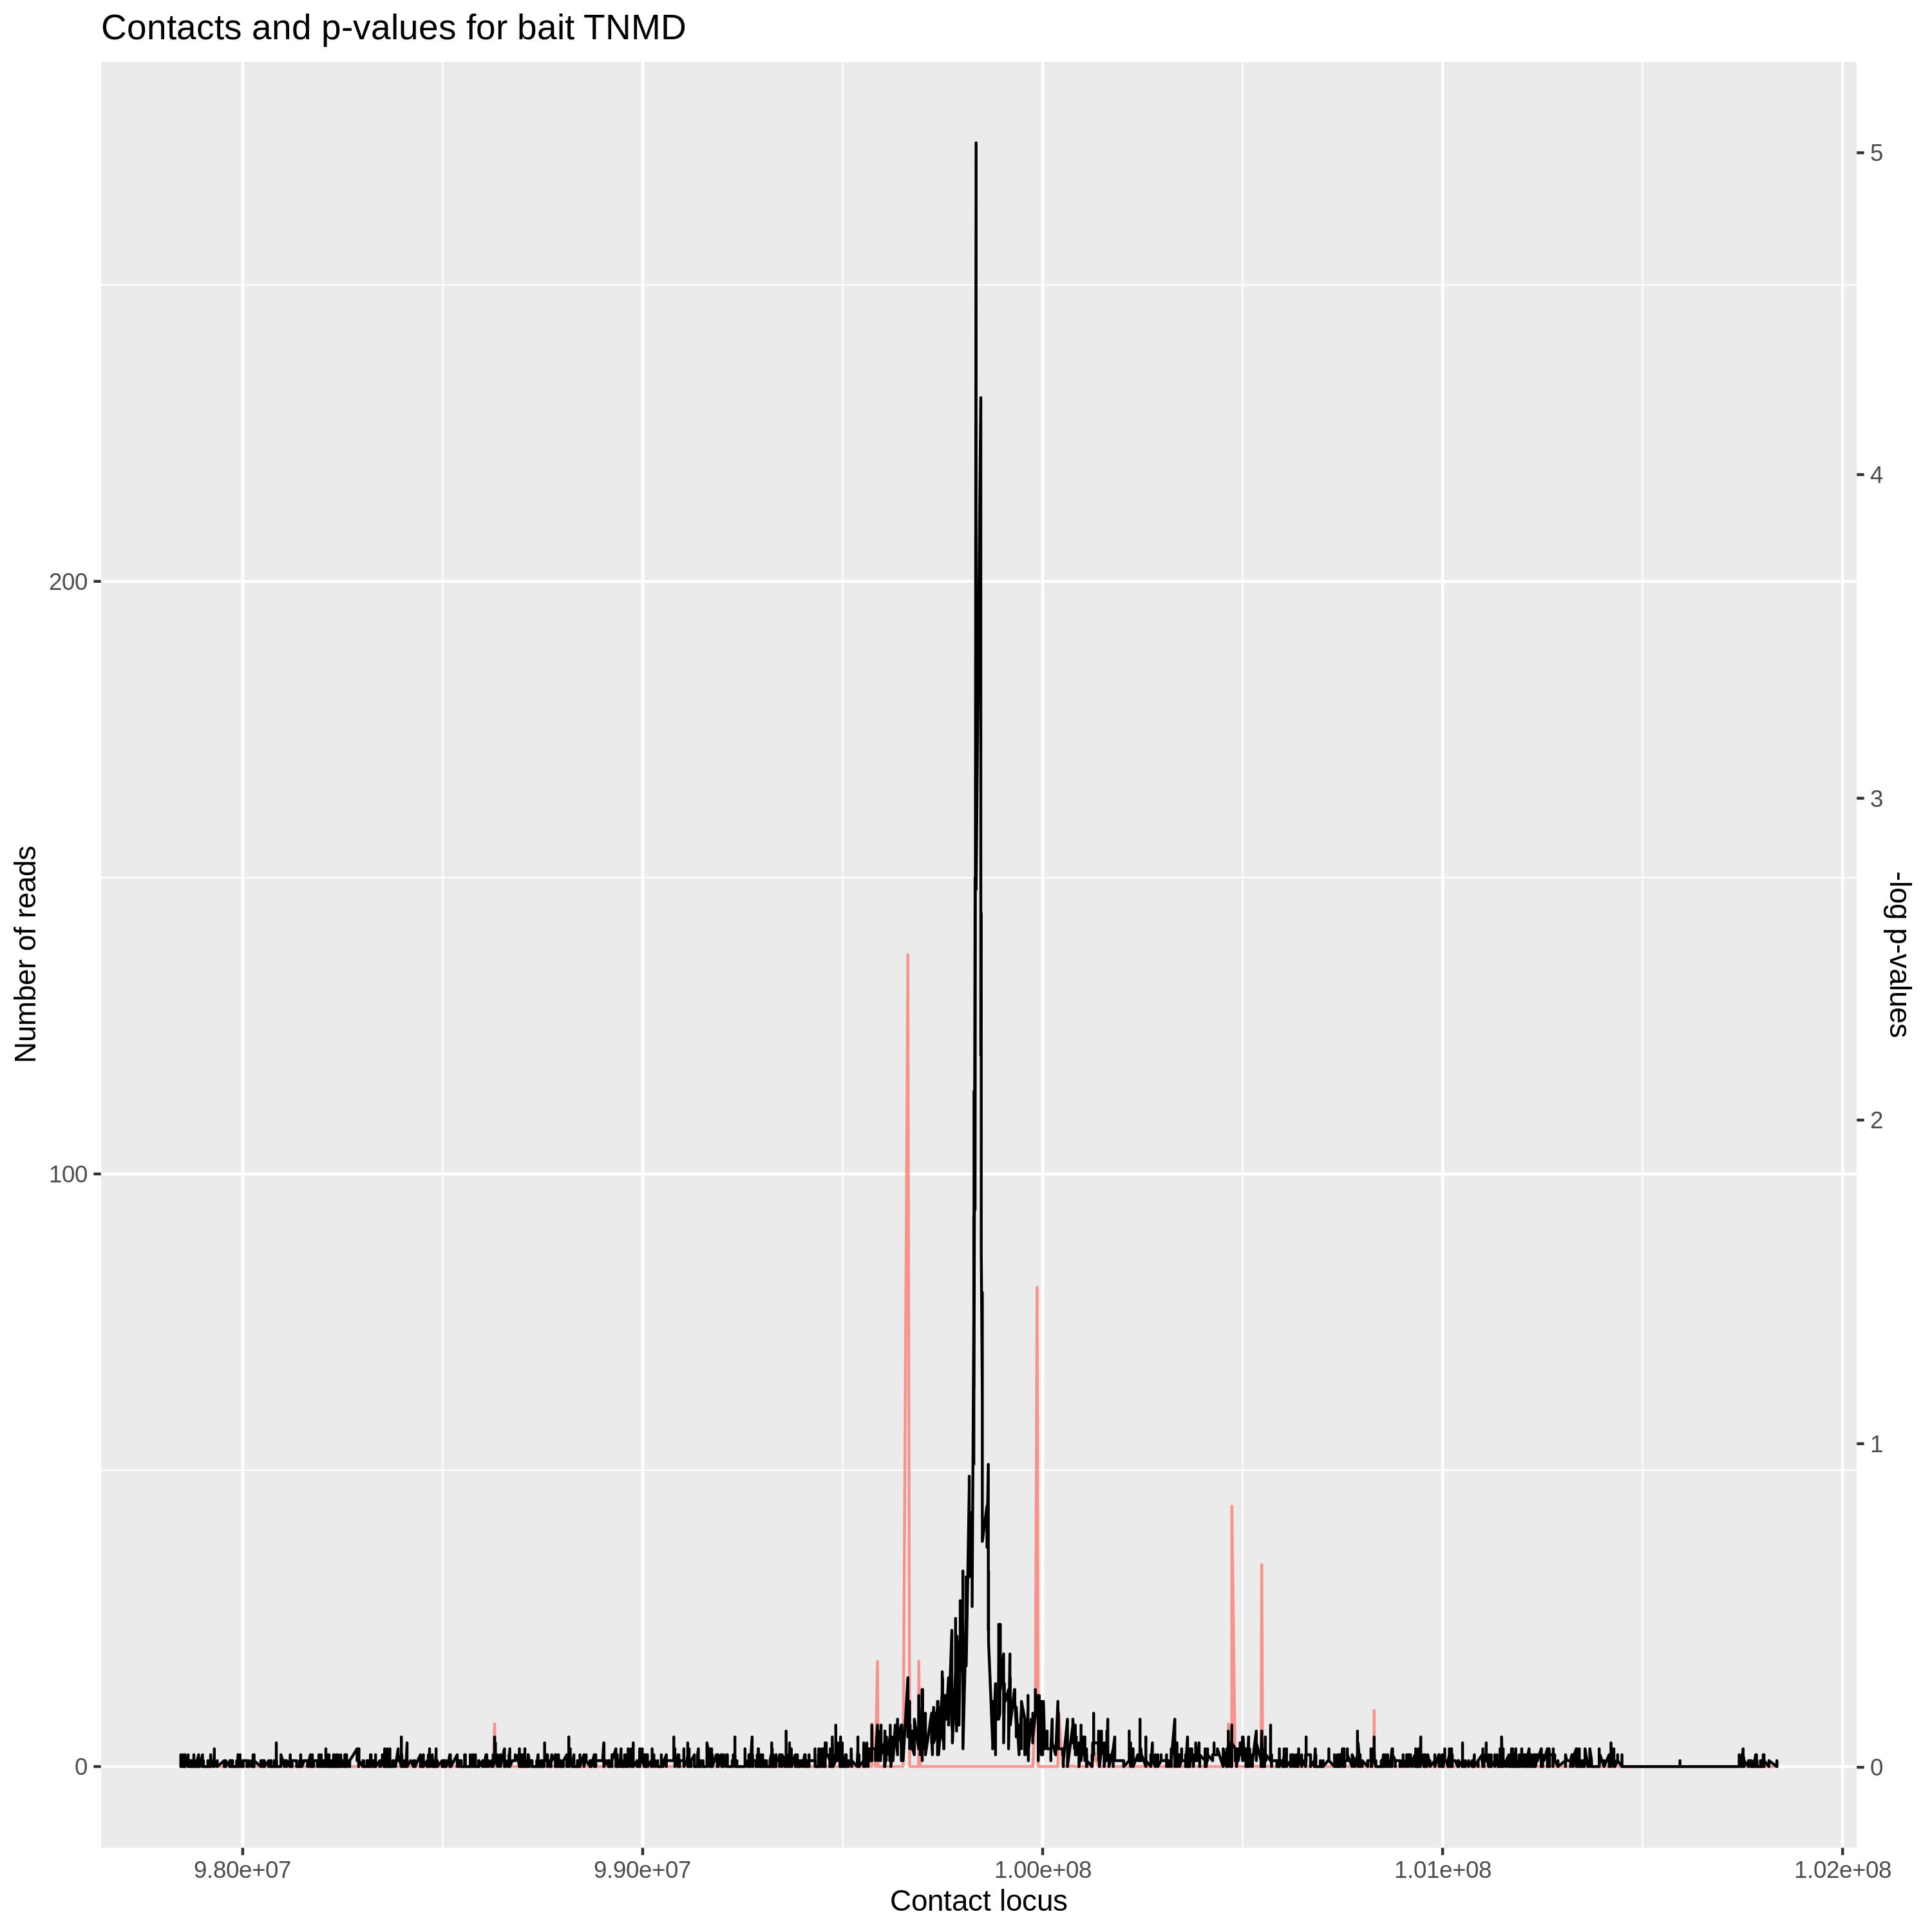 Contacts and p-values for bait TNMD
Number of reads
200
100
0
5
4
3
2
1
0
-log p-values
9.80e+07
9.90e+07
1.00e+08
1.01e+08
1.02e+08
Contact locus